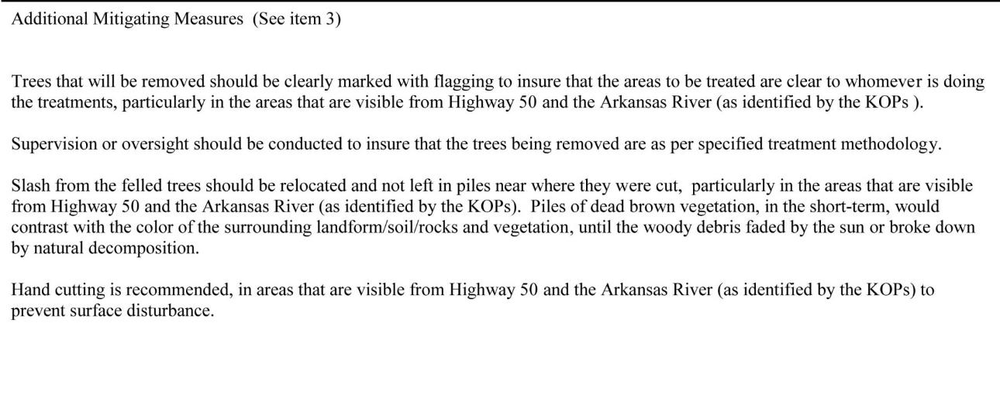 Additional Mitigating Measures  (See item 3)
Trees that will be removed should be clearly marked with flagging to insure that the areas to be treated are clear to whomever is doing
the treatments, particularly in the areas that are visible from Highway 50 and the Arkansas River (as identified by the KOPs ).
Supervision or oversight should be conducted to insure that the trees being removed are as per specified treatment methodology.
Slash from the felled trees should be relocated and not left in piles near where they were cut,  particularly in the areas that are visible
from Highway 50 and the Arkansas River (as identified by the KOPs).  Piles of dead brown vegetation, in the short-term, would
contrast with the color of the surrounding landform/soil/rocks and vegetation, until the woody debris faded by the sun or broke down
by natural decomposition.
Hand cutting is recommended, in areas that are visible from Highway 50 and the Arkansas River (as identified by the KOPs) to
prevent surface disturbance.